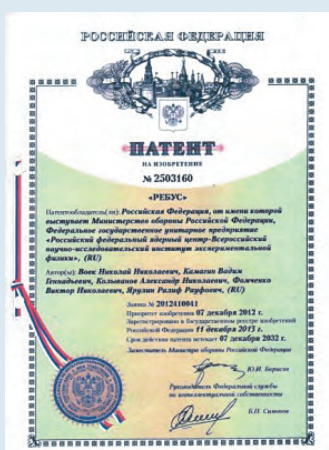 РОССИЙСКАЯ ФЕДЕРАЦИЯ
ПАТЕНТ
НА ИЗОБРЕТЕНИЕ
№ 2503160
«РЕБУС»
Патентообладатель(ли): Российская Федерация, от имени которой
выступает Министерство обороны Российской Федерации,
Федеральное государственное унитарное предприятие
«Российский федеральный ядерный центр-Всероссийский
научно-исследовательский институт экспериментальной
физики», (RU)
Автор(ы): Воек Николай Николаевич, Камагин Вадим
Геннадьевич, Колыванов Александр Николаевич, Фомченко
Виктор Николаевич, Ярулин Рилиф Рауфович, (RU)
Заявка № 2012410041
Приоритет изобретения 07 декабря 2012 г.
Зарегистрировано в Государственном реестре изобретений
Российской Федерации 11 декабря 2013 г.
Срок действия патента истекает 07 декабря 2032 г.
Заместитель Министра обороны Российской Федерации
Ю.И. Борисов
Руководитель Федеральной службы
по интеллектуальной собственности
Б.П. Симонов